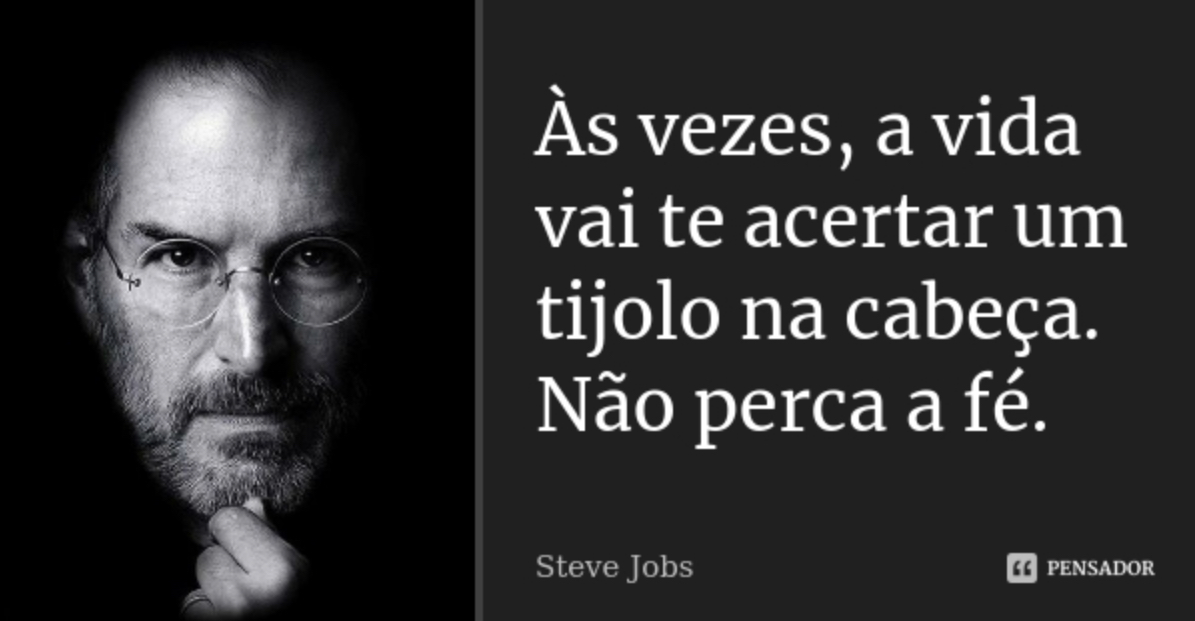 Às vezes, a vida
vai te acertar um
tijolo na cabeça.
Não perca a fé.
Steve Jobs
PENSADOR